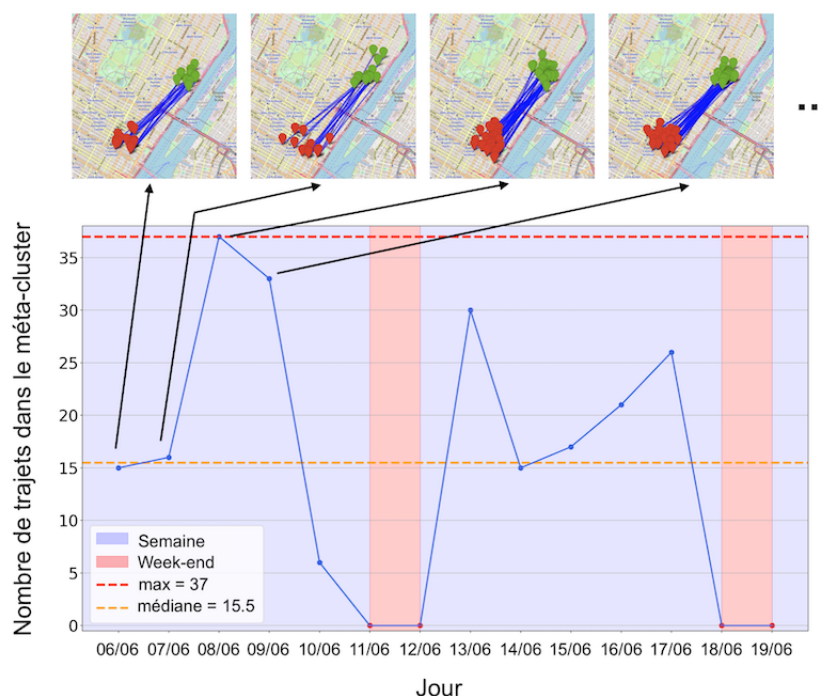 ..
Nombre de trajets dans le méta-cluster
35
30
25
20
15
10
5
0
Semaine
Week-end
max = 37
médiane = 15.5
06/06 07/06 08/06 09/06 10/06 11/06 12/06 13/06 14/06 15/06 16/06 17/06 18/06 19/06
Jour